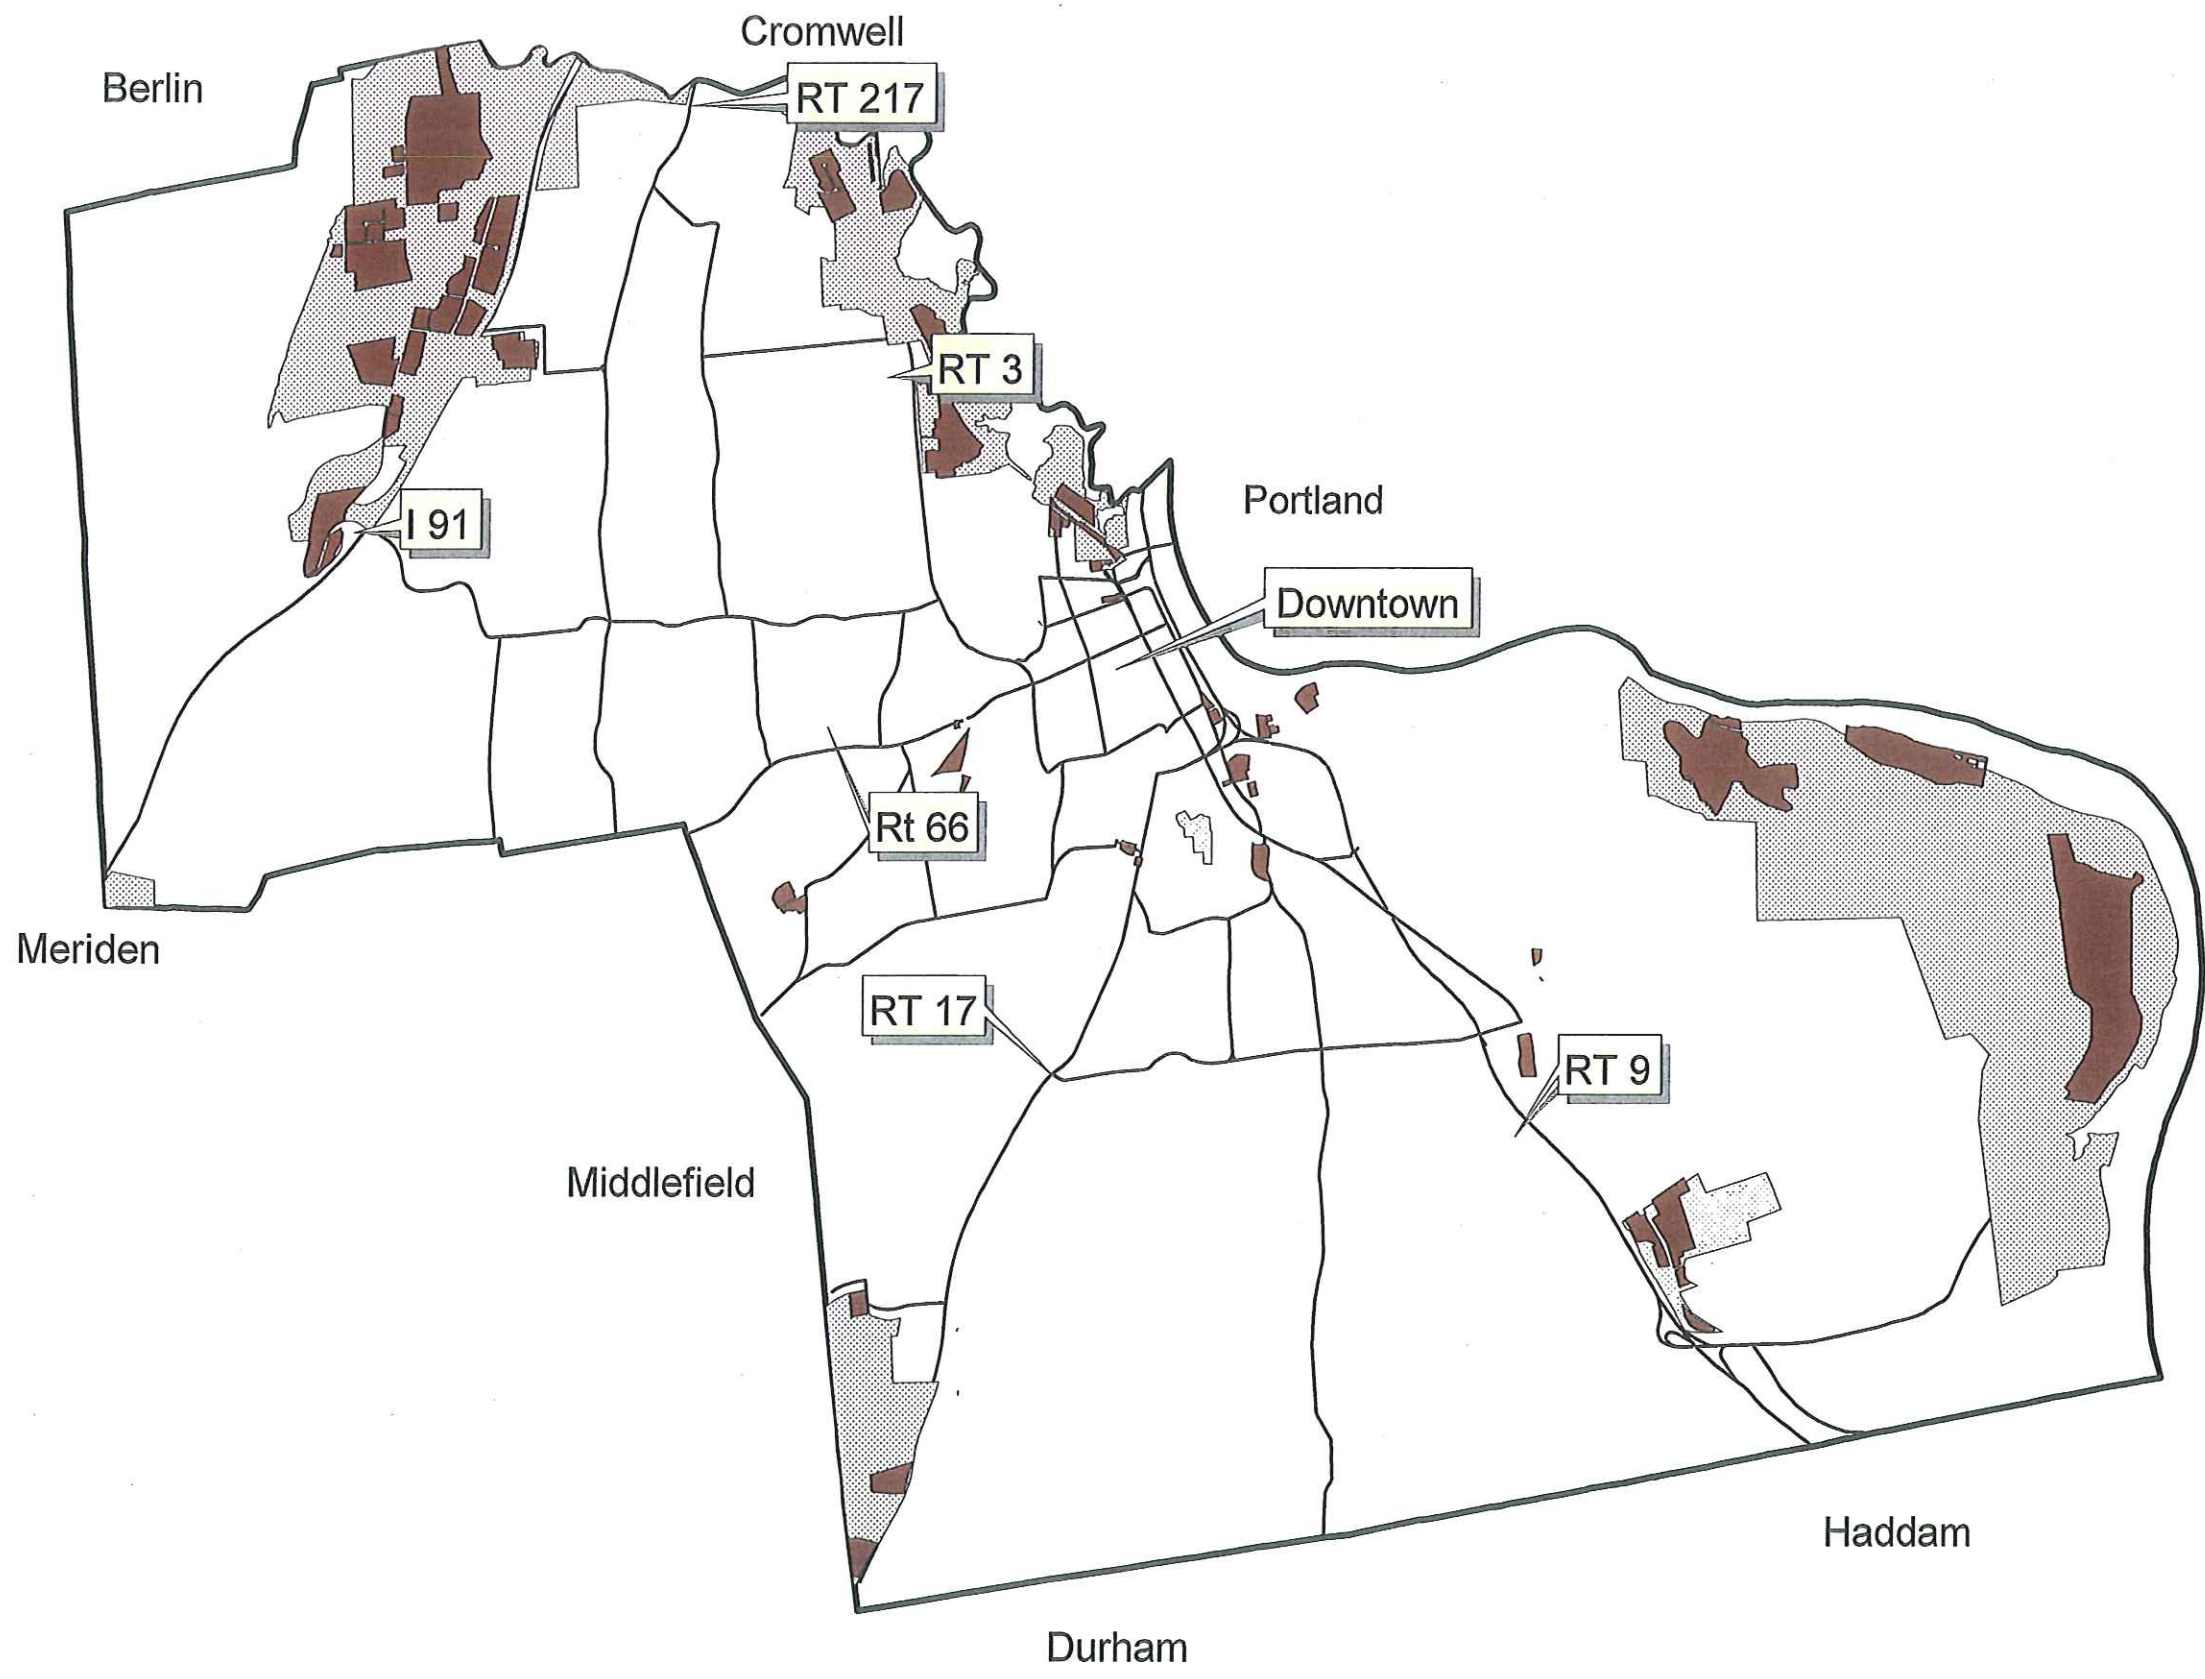 Cromwell
Berlin
RT 217
RT 3
Portland
I 91
Downtown
Rt 66
Meriden
RT 17
RT 9
Middlefield
Haddam
Durham